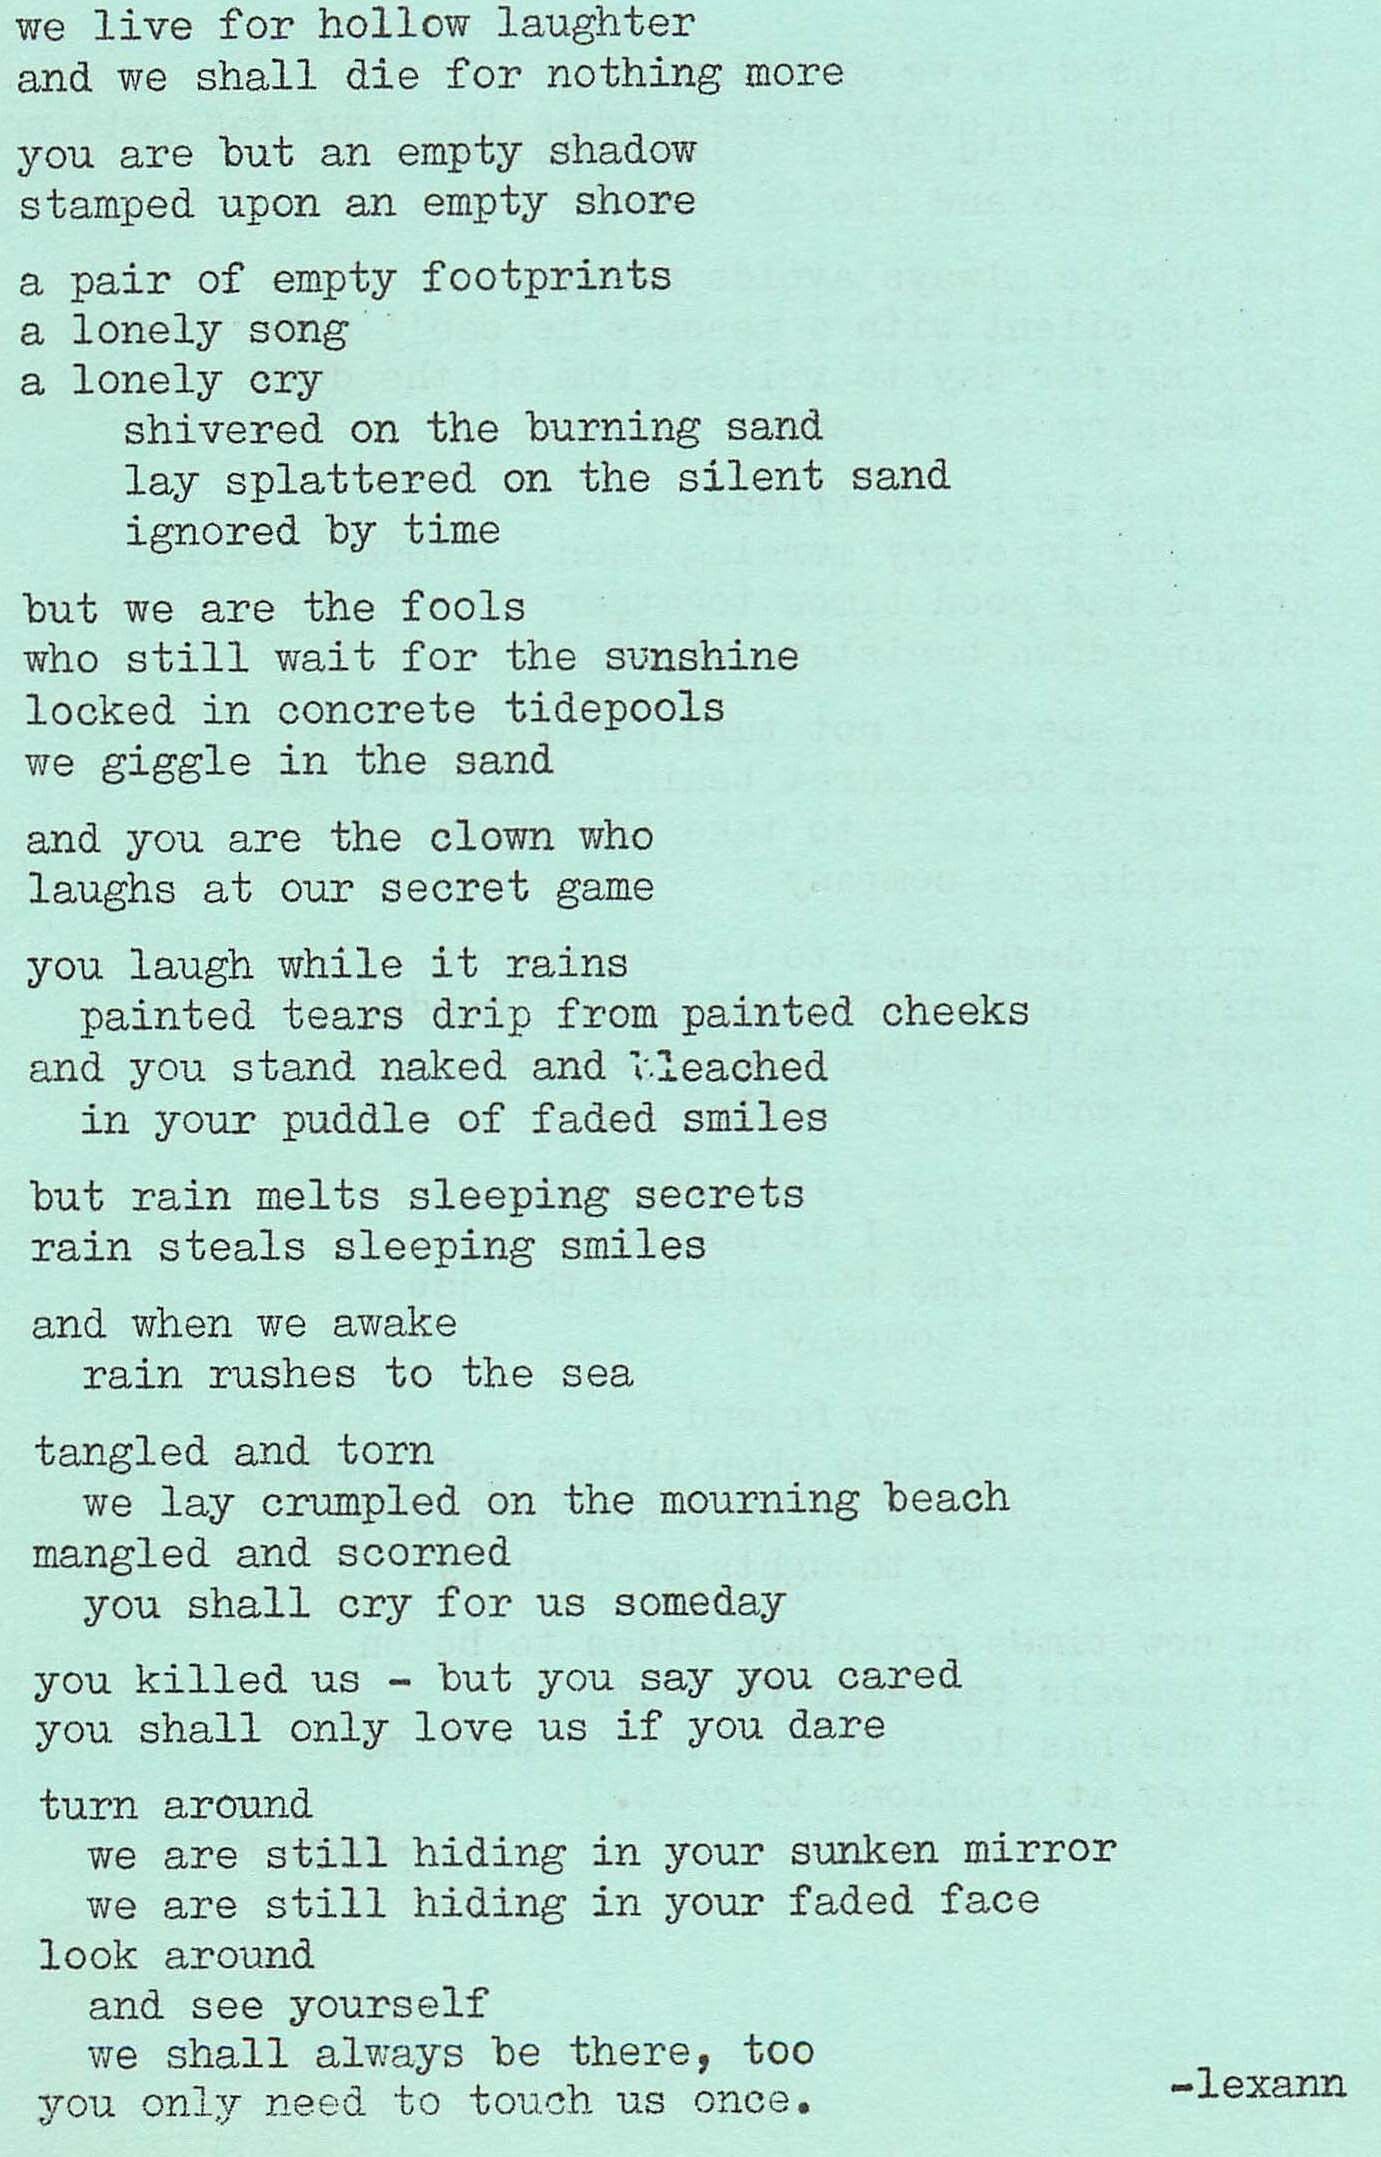 we live for hollow laughter
and we shall die for nothing more
you are but an empty shadow
stamped upon an empty shore
a pair of empty footprints
a lonely song
a lonely cry
shivered on the burning sand
lay splattered on the silent sand
ignored by time
but we are the fools
who still wait for the sunshine
locked in concrete tidepools
we giggle in the sand
and you are the clown who
laughs at our secret game
you laugh while it rains
painted tears drip from painted cheeks
and you stand naked and bleached
in your puddle of faded smiles
but rain melts sleeping secrets
rain steals sleeping smiles
and when we awake
rain rushes to the sea
tangled and torn
we lay crumpled on the mourning beach
mangled and scorned
you shall cry for us someday
you killed us - but you say you cared
you shall only love us if you dare
turn around
we are still hiding in your sunken mirror
we are still hiding in your faded face
look around
and see yourself
we shall always be there, too
you only need to touch us once.
-lexann